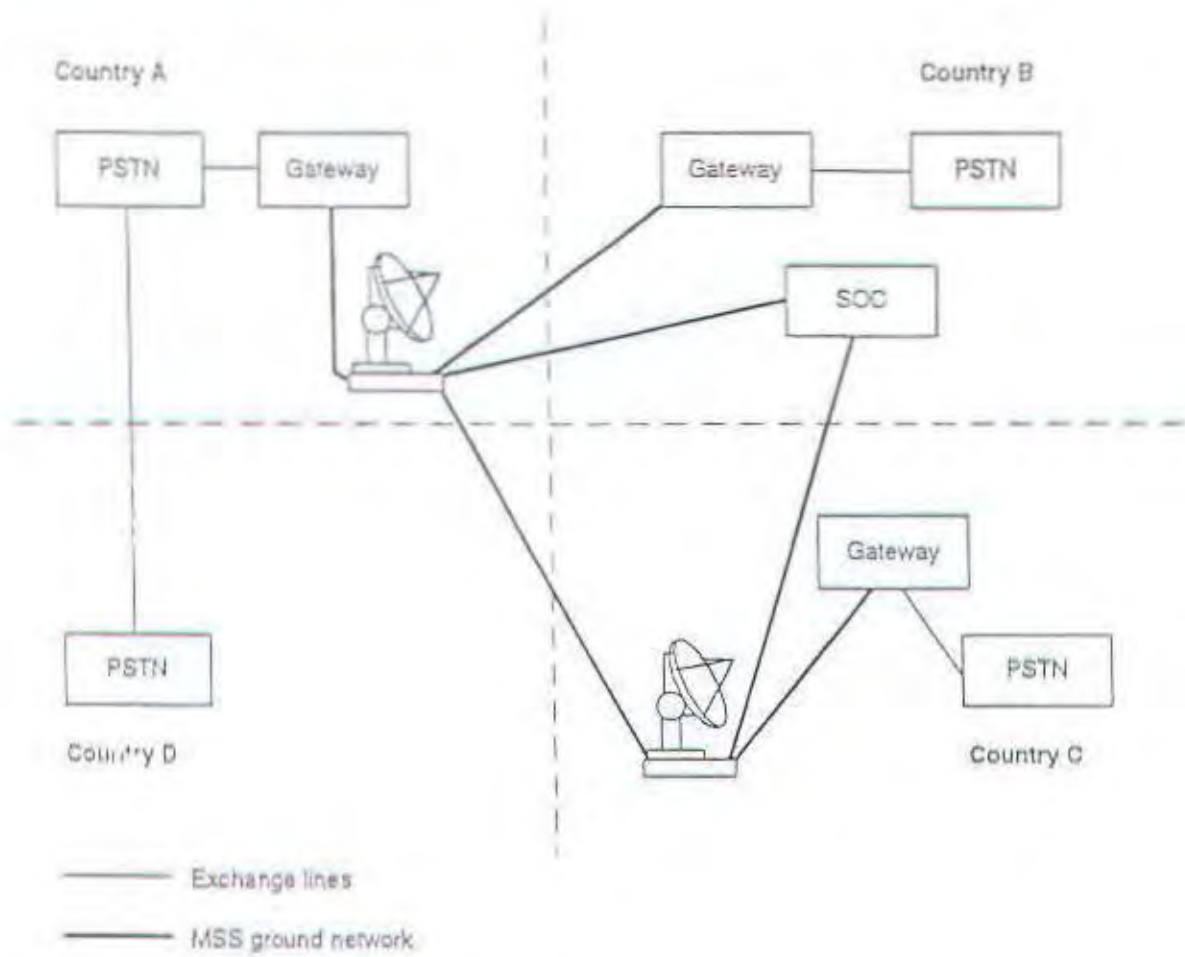 Country A
Country B
PSTN
Gateway
Gateway
PSTN
SOC
Gateway
PSTN
PSTN
Country D
Country C
Exchange lines
MSS ground network